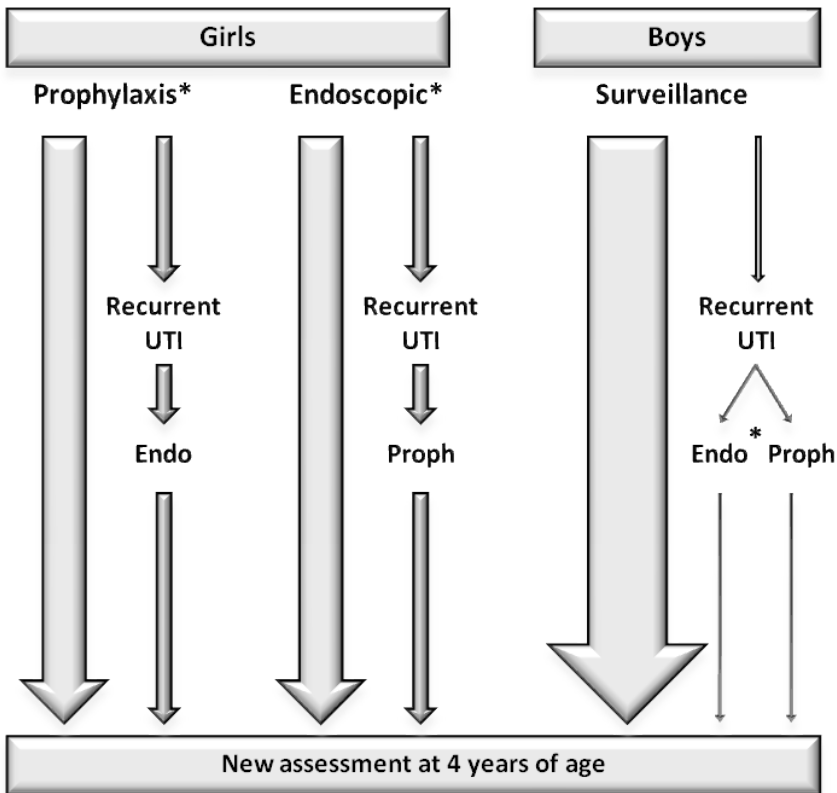 Girls
Boys
Prophylaxis*
Endoscopic*
Surveillance
Recurrent
UTI
Recurrent
UTI
Recurrent
UTI
Endo
Proph
Endo * Proph
New assessment at 4 years of age